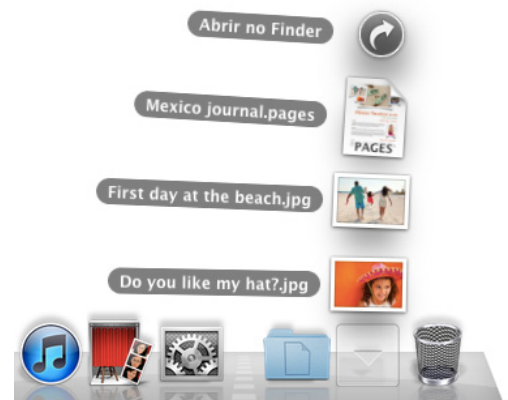 Abrir no Finder
Mexico journal.pages
PAGES
First day at the beach.jpg
Do you like my hat?.jpg